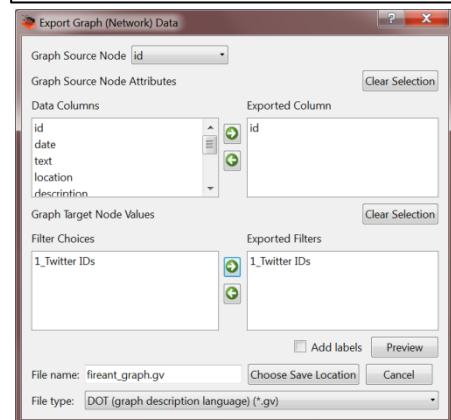 Export Graph (Network) Data
Graph Source Node id
Graph Source Node Attributes Clear Selection
Data Columns Exported Column
id id
date
text
location
description
Graph Target Node Values Clear Selection
Filter Choices Exported Filters
1_Twitter IDs 1_Twitter IDs
Add labels Preview
File name: fireant_graph.gv Choose Save Location Cancel
File type: DOT (graph description language) (*.gv)